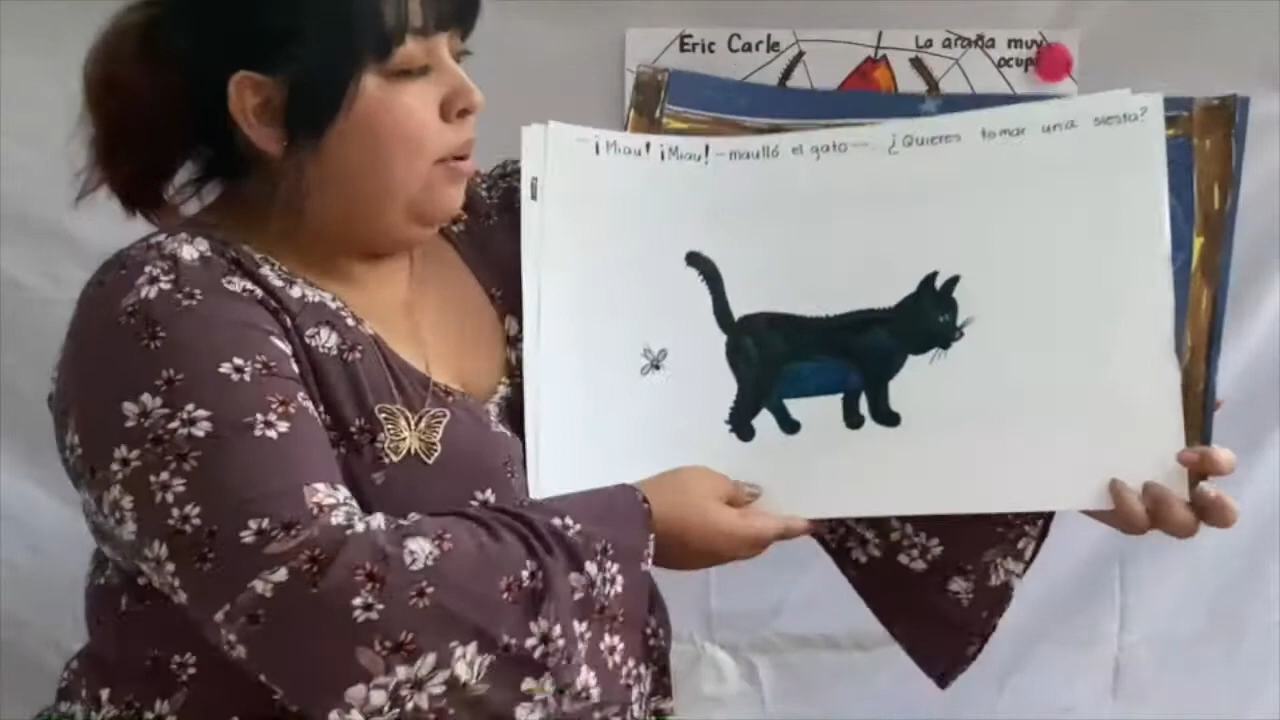 Eric Carle
La araña muy
ocup
—¡Miau! ¡Miau! —maulló el gato—. ¿Quieres tomar una siesta?